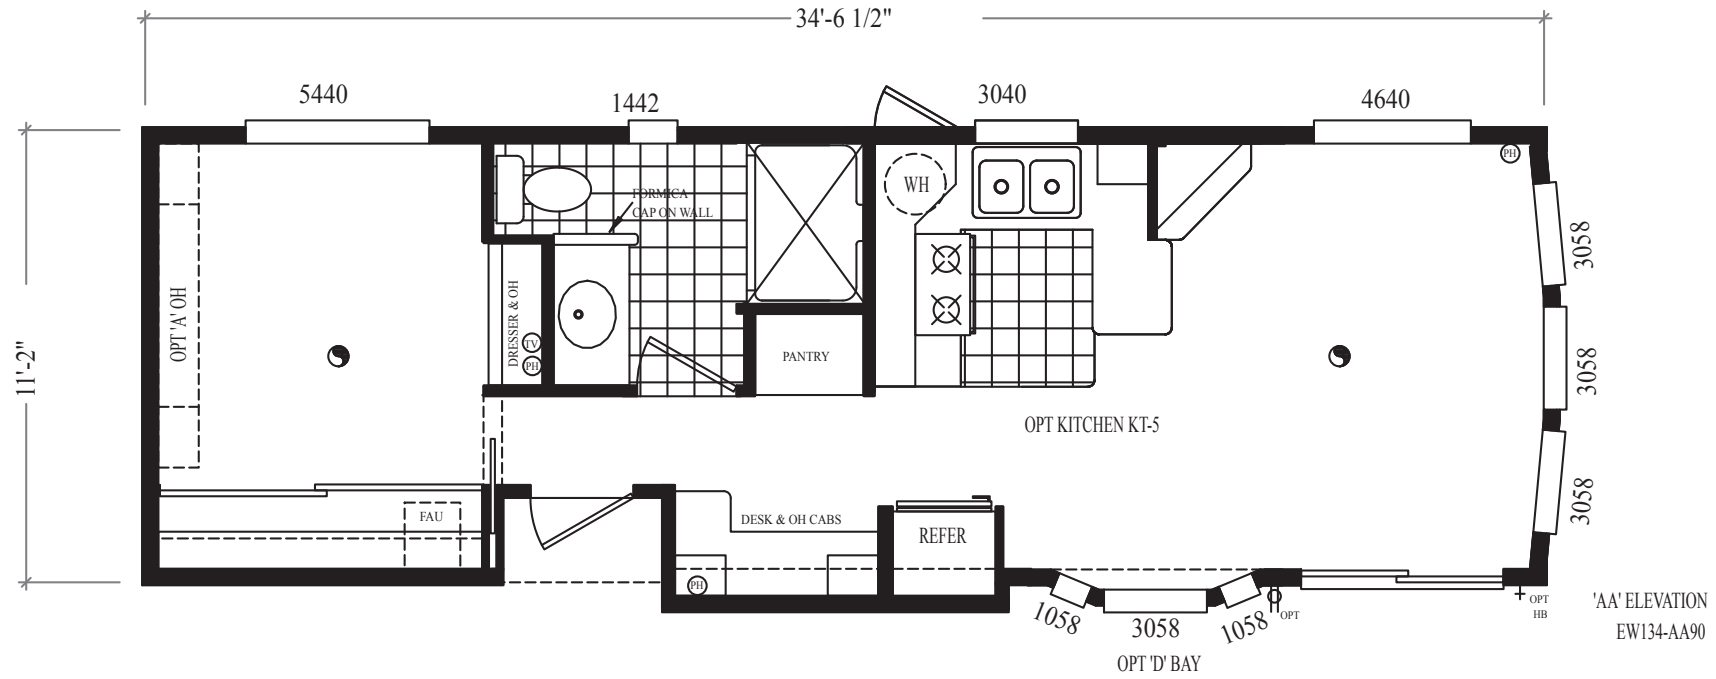 34'-6 1/2"
5440
1442
3040
4640
11'-2"
PH
WH
FORMICA
CAP ON WALL
3058
OPT 'A' OH
DRESSER & OH
TV
PH
PANTRY
3058
OPT KITCHEN KT-5
3058
FAU
DESK & OH CABS
REFER
PH
1058
3058
1058
OPT
OPT
HB
'AA' ELEVATION
EW134-AA90
OPT 'D' BAY